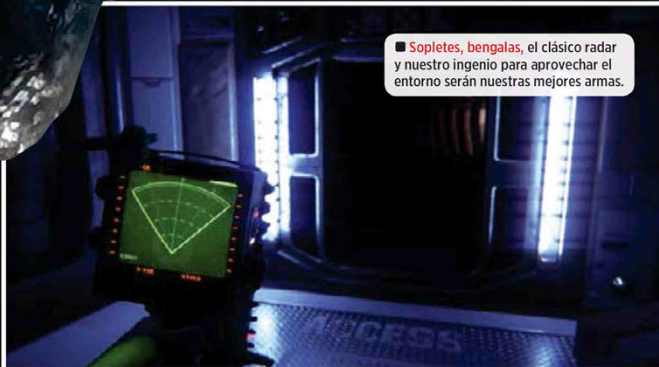 ■ Sopletes, bengalas, el clásico radar
y nuestro ingenio para aprovechar el
entorno serán nuestras mejores armas.
ACCESS